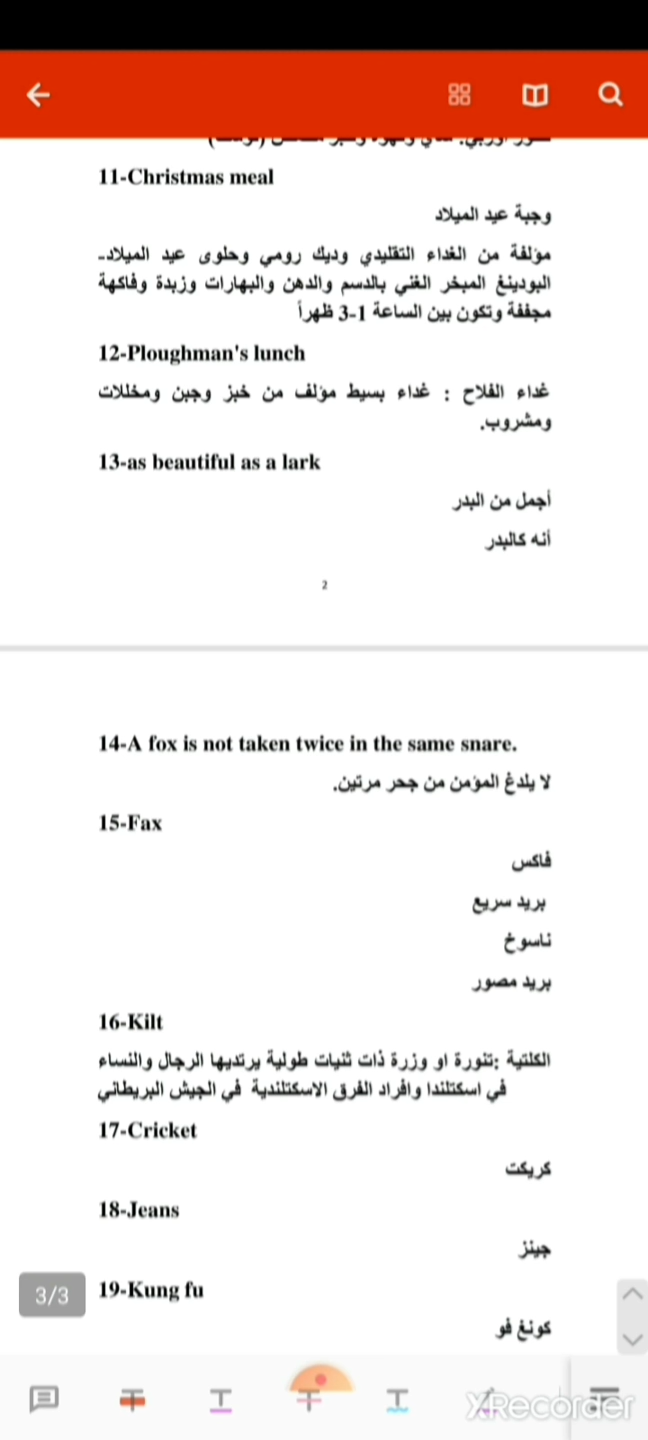 11-Christmas meal
وجبة عيد الميلاد
مؤلفة من الغداء التقليدي وديك رومي وحلوى عيد الميلاد-
البودينغ المبخر الغني بالدسم والدهن والبهارات وزبدة وفاكهة
مجففة وتكون بين الساعة 1-3 ظهراً
12-Ploughman's lunch
غداء الفلاح : غداء بسيط مؤلف من خبز وجبن ومخللات
ومشروب.
13-as beautiful as a lark
أجمل من البدر
أنه كالبدر
2
14-A fox is not taken twice in the same snare.
لا يلدغ المؤمن من جحر مرتين.
15-Fax
فاكس
بريد سريع
ناسوخ
بريد مصور
16-Kilt
الكلتية :تنورة او وزرة ذات ثنيات طولية يرتديها الرجال والنساء
في اسكتلندا وافراد الفرق الاسكتلندية في الجيش البريطاني
17-Cricket
كريكت
18-Jeans
جينز
3/3
19-Kung fu
كونغ فو
XRecorder